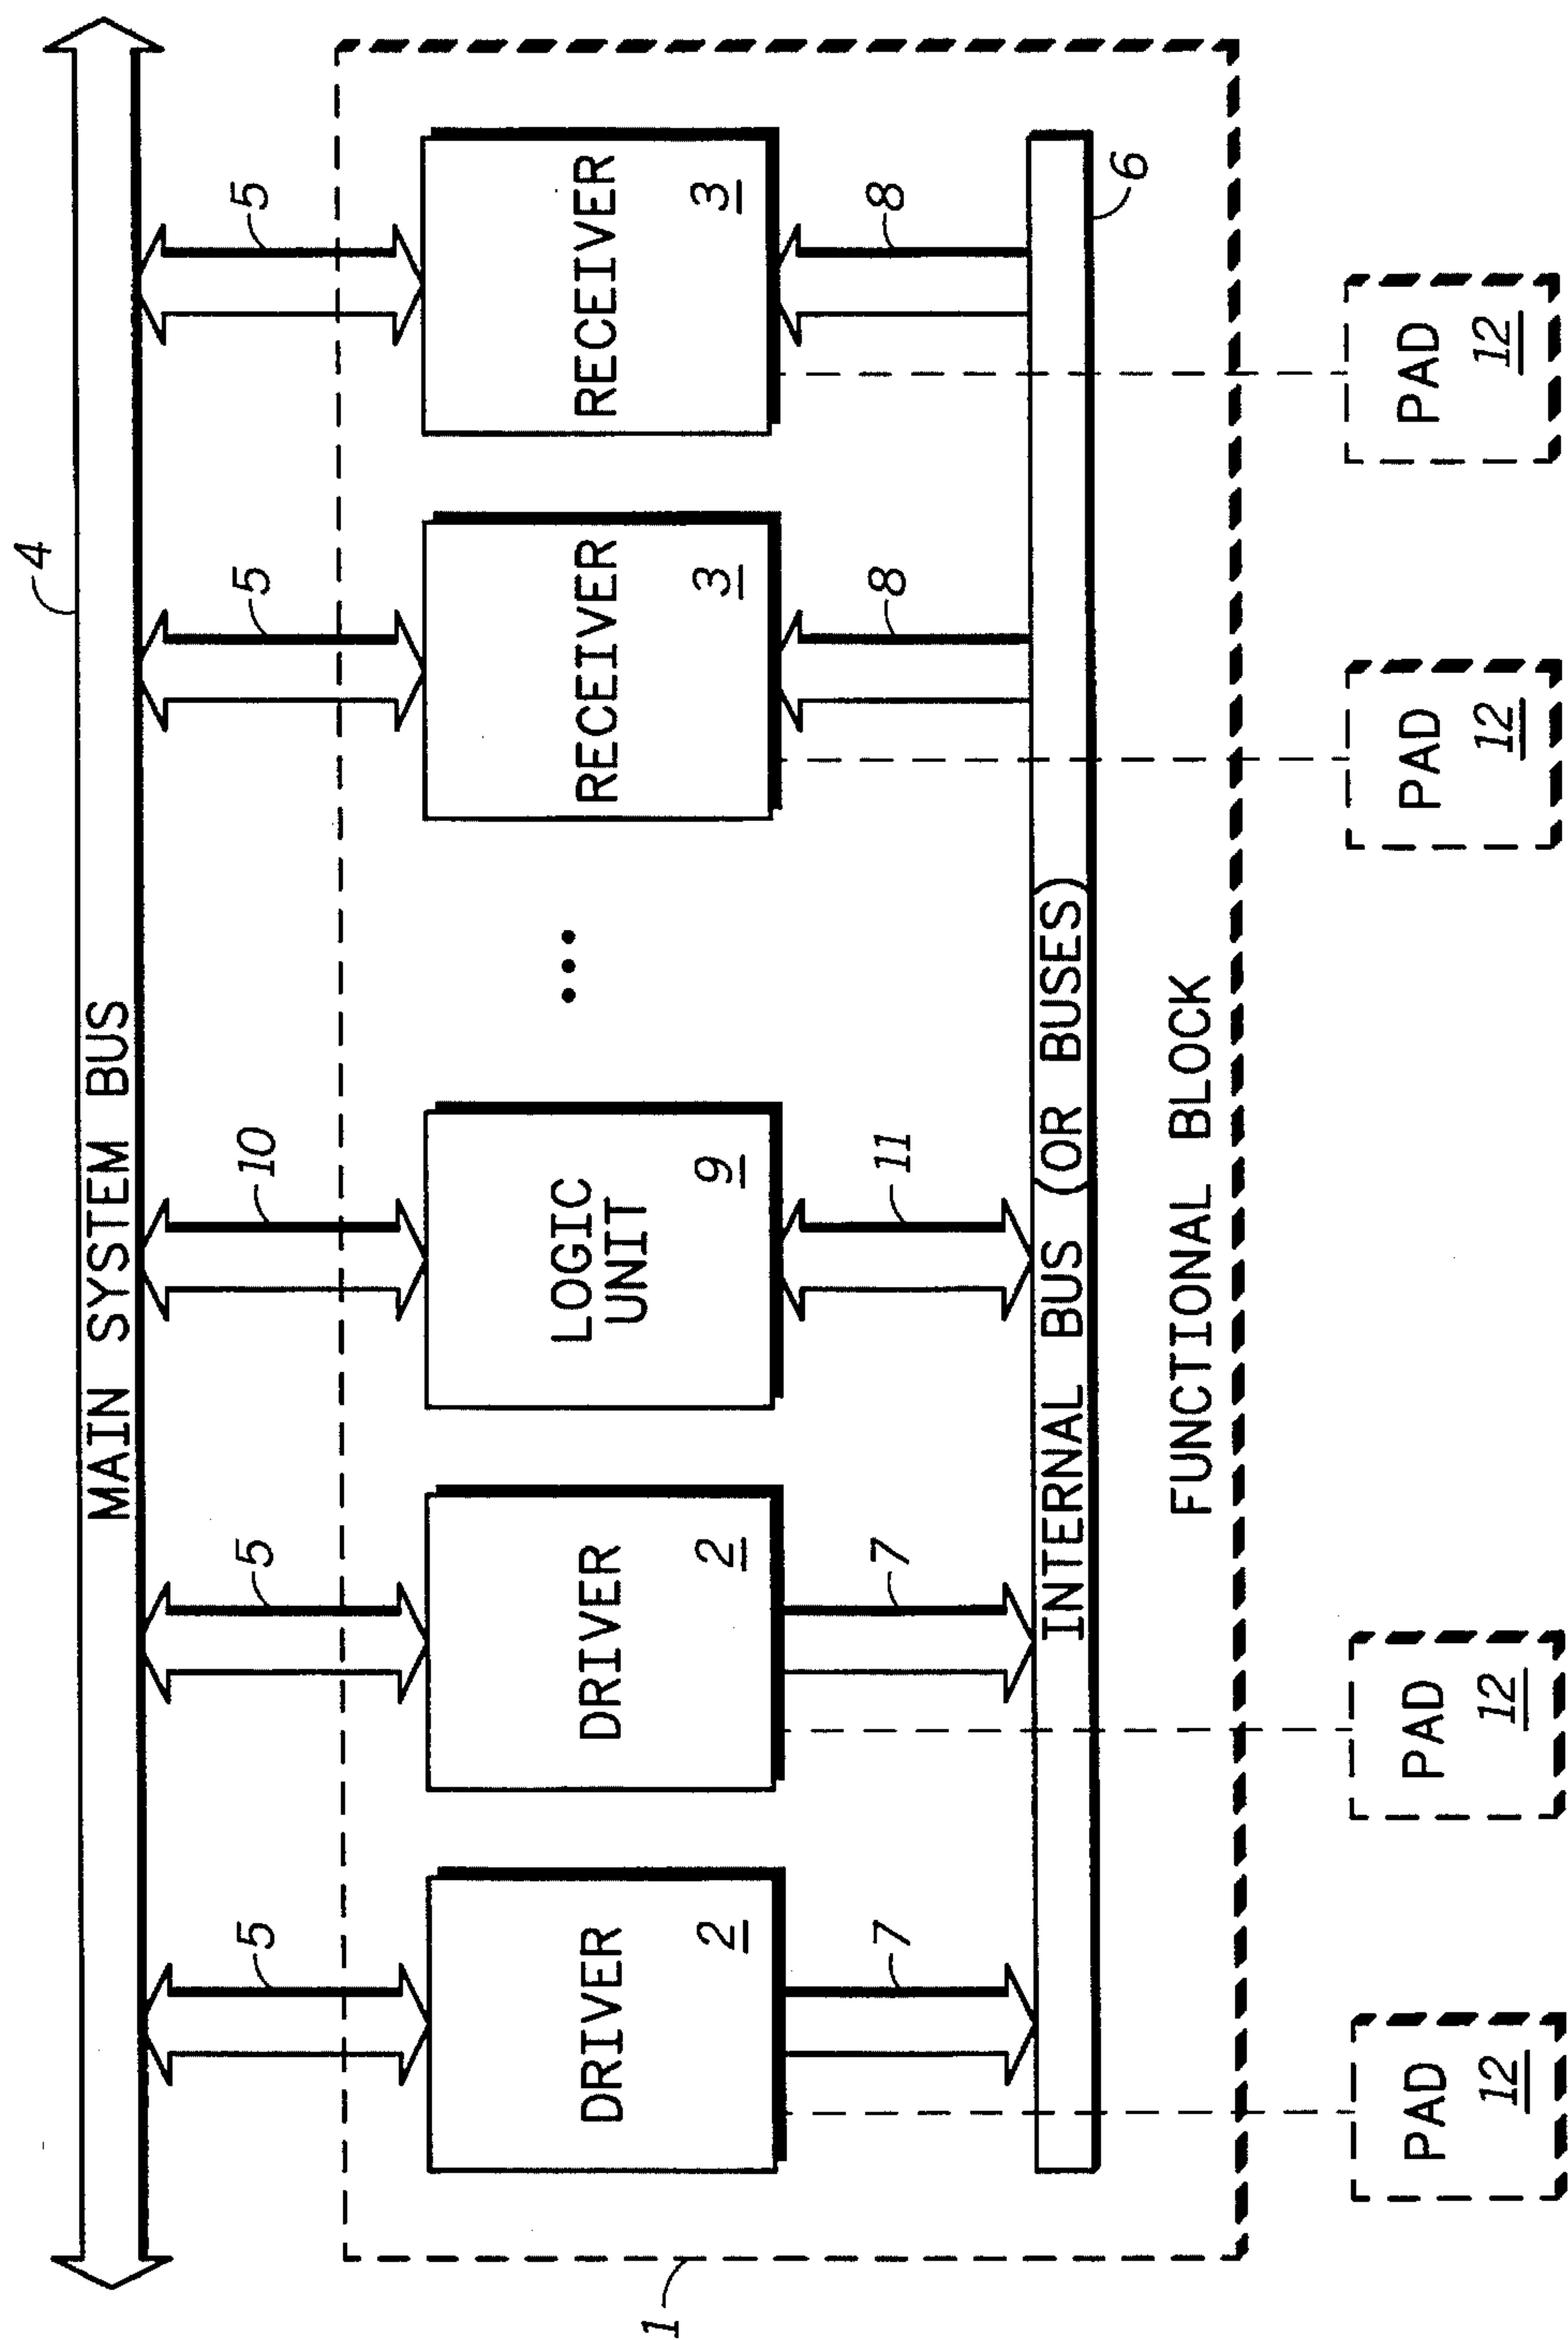 4
MAIN SYSTEM BUS
5
5
10
5
5
1
DRIVER
2
DRIVER
2
LOGIC
UNIT
9
...
RECEIVER
3
RECEIVER
3
7
7
11
8
8
INTERNAL BUS (OR BUSES)
6
FUNCTIONAL BLOCK
PAD
12
PAD
12
PAD
12
PAD
12